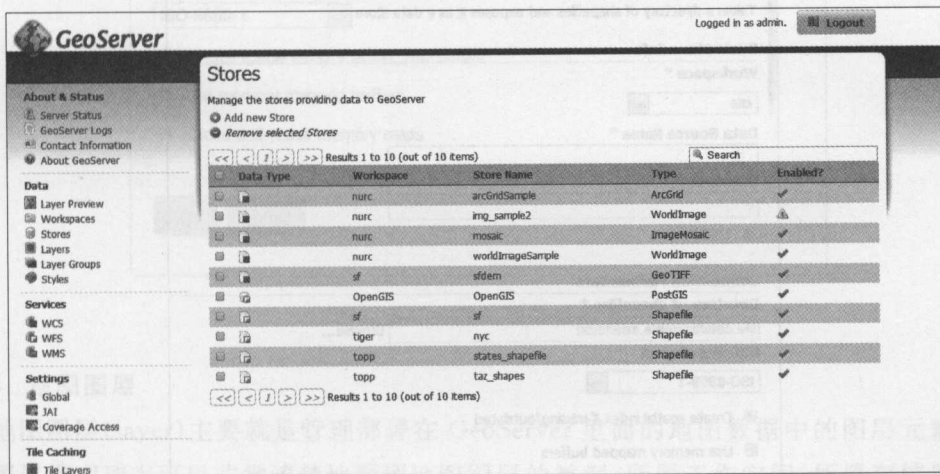 Logged in as admin.
Logout
GeoServer
About & Status
Server Status
GeoServer Logs
Contact Information
About GeoServer
Data
Layer Preview
Workspaces
Stores
Layers
Layer Groups
Styles
Services
WCS
WFS
WMS
Settings
Global
JAI
Coverage Access
Tile Caching
Tile Layers
Stores
Manage the stores providing data to GeoServer
Add new Store
Remove selected Stores
<< < 1 > >> Results 1 to 10 (out of 10 items)
Search
Data Type Workspace Store Name Type Enabled?
nurc arcGridSample ArcGrid
nurc img_sample2 WorldImage
nurc mosaic ImageMosaic
nurc worldImageSample WorldImage
sf sfdem GeoTIFF
OpenGIS OpenGIS PostGIS
sf sf Shapefile
tiger nyc Shapefile
topp states_shapefile Shapefile
topp taz_shapes Shapefile
<< < 1 > >> Results 1 to 10 (out of 10 items)